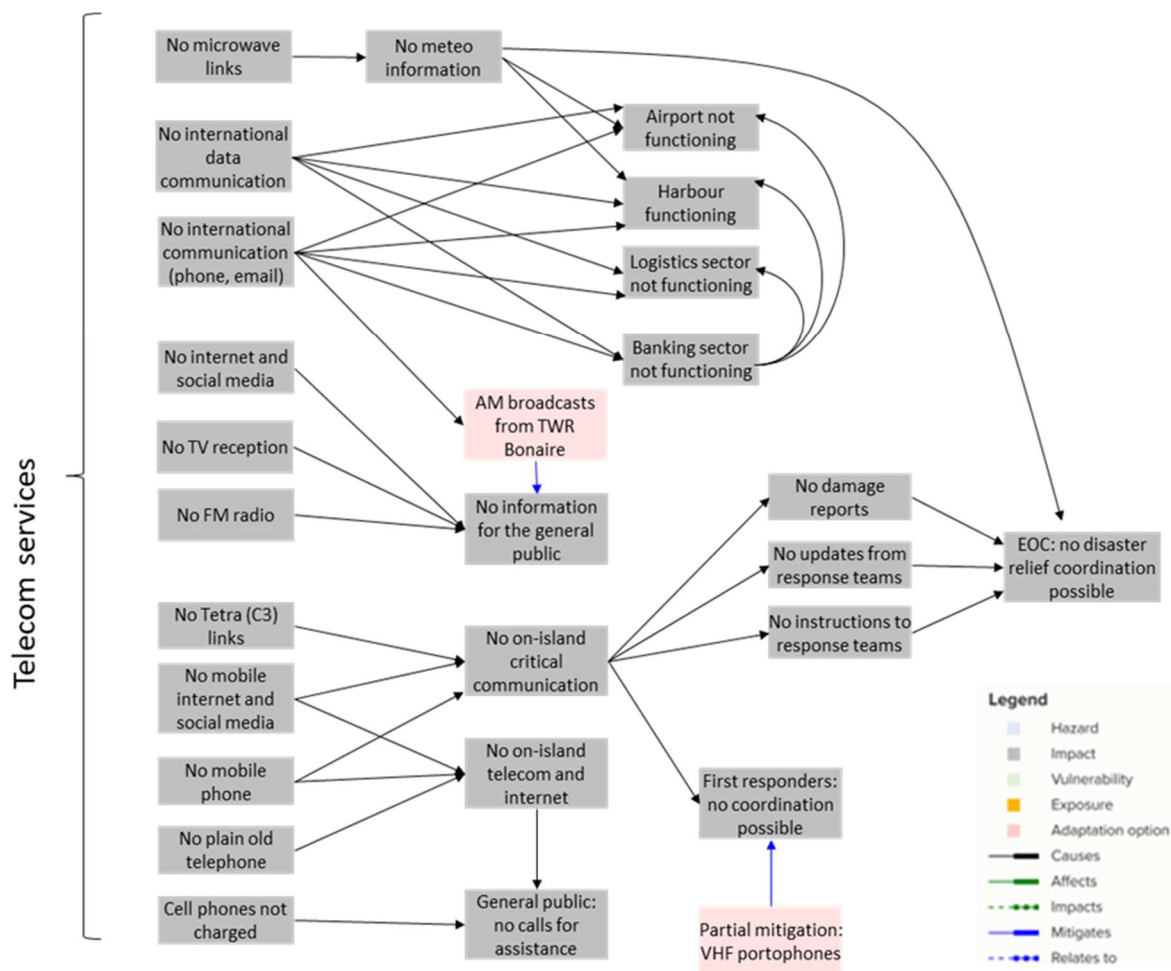 Telecom services
No microwave
links
No meteo
information
No international
data
communication
Airport not
functioning
Harbour
functioning
No international
communication
(phone, email)
Logistics sector
not functioning
Banking sector
not functioning
No internet and
social media
AM broadcasts
from TWR
Bonaire
No TV reception
No FM radio
No information
for the general
public
No damage
reports
No updates from
response teams
No instructions to
response teams
EOC: no disaster
relief coordination
possible
No Tetra (C3)
links
No mobile
internet and
social media
No on-island
critical
communication
No mobile
phone
No on-island
telecom and
internet
First responders:
no coordination
possible
No plain old
telephone
Cell phones not
charged
General public:
no calls for
assistance
Partial mitigation:
VHF portophones
Legend
Hazard
Impact
Vulnerability
Exposure
Adaptation option
Causes
Affects
Impacts
Mitigates
Relates to